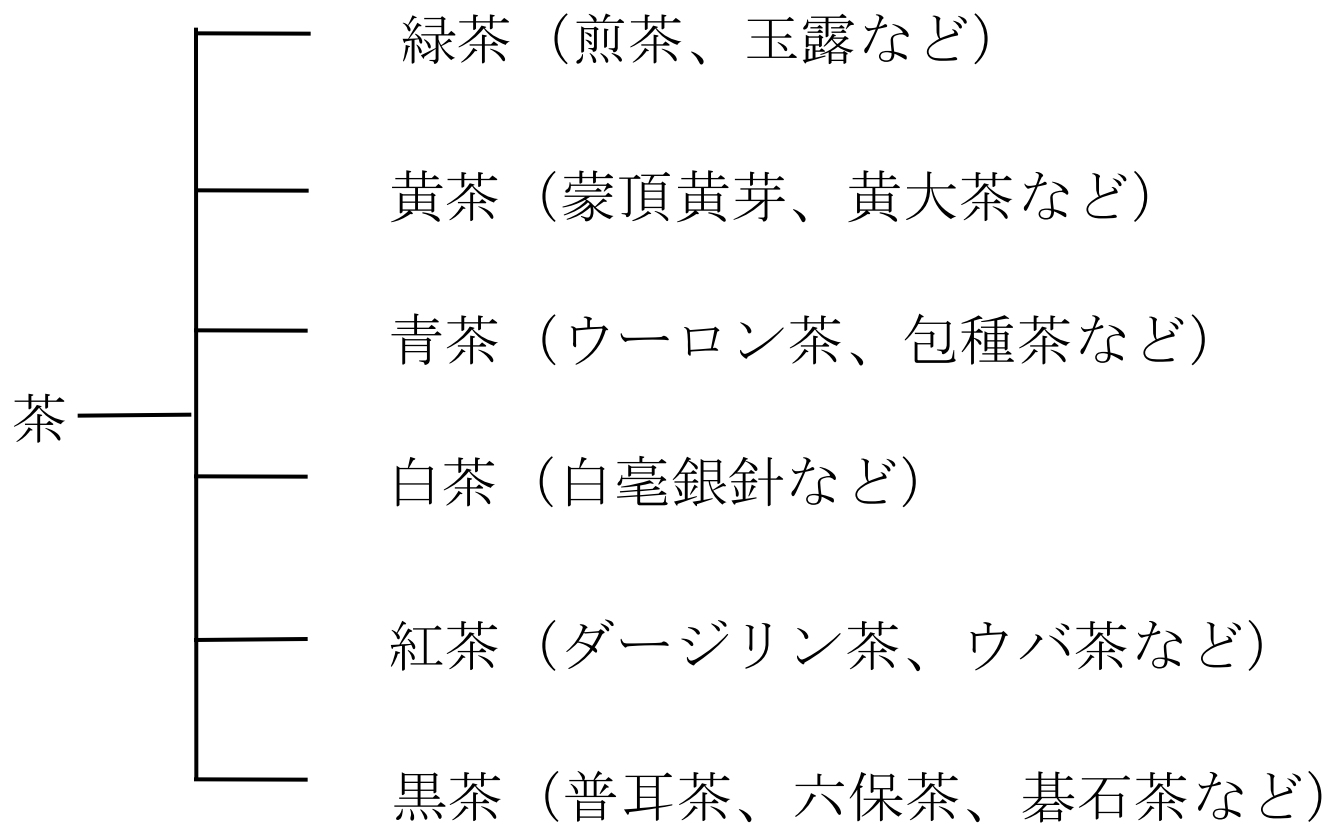 緑茶（煎茶、玉露など）
黄茶（蒙頂黄芽、黄大茶など）
青茶（ウーロン茶、包種茶など）
茶
白茶（白毫銀針など）
紅茶（ダージリン茶、ウバ茶など）
黒茶（普耳茶、六保茶、碁石茶など）